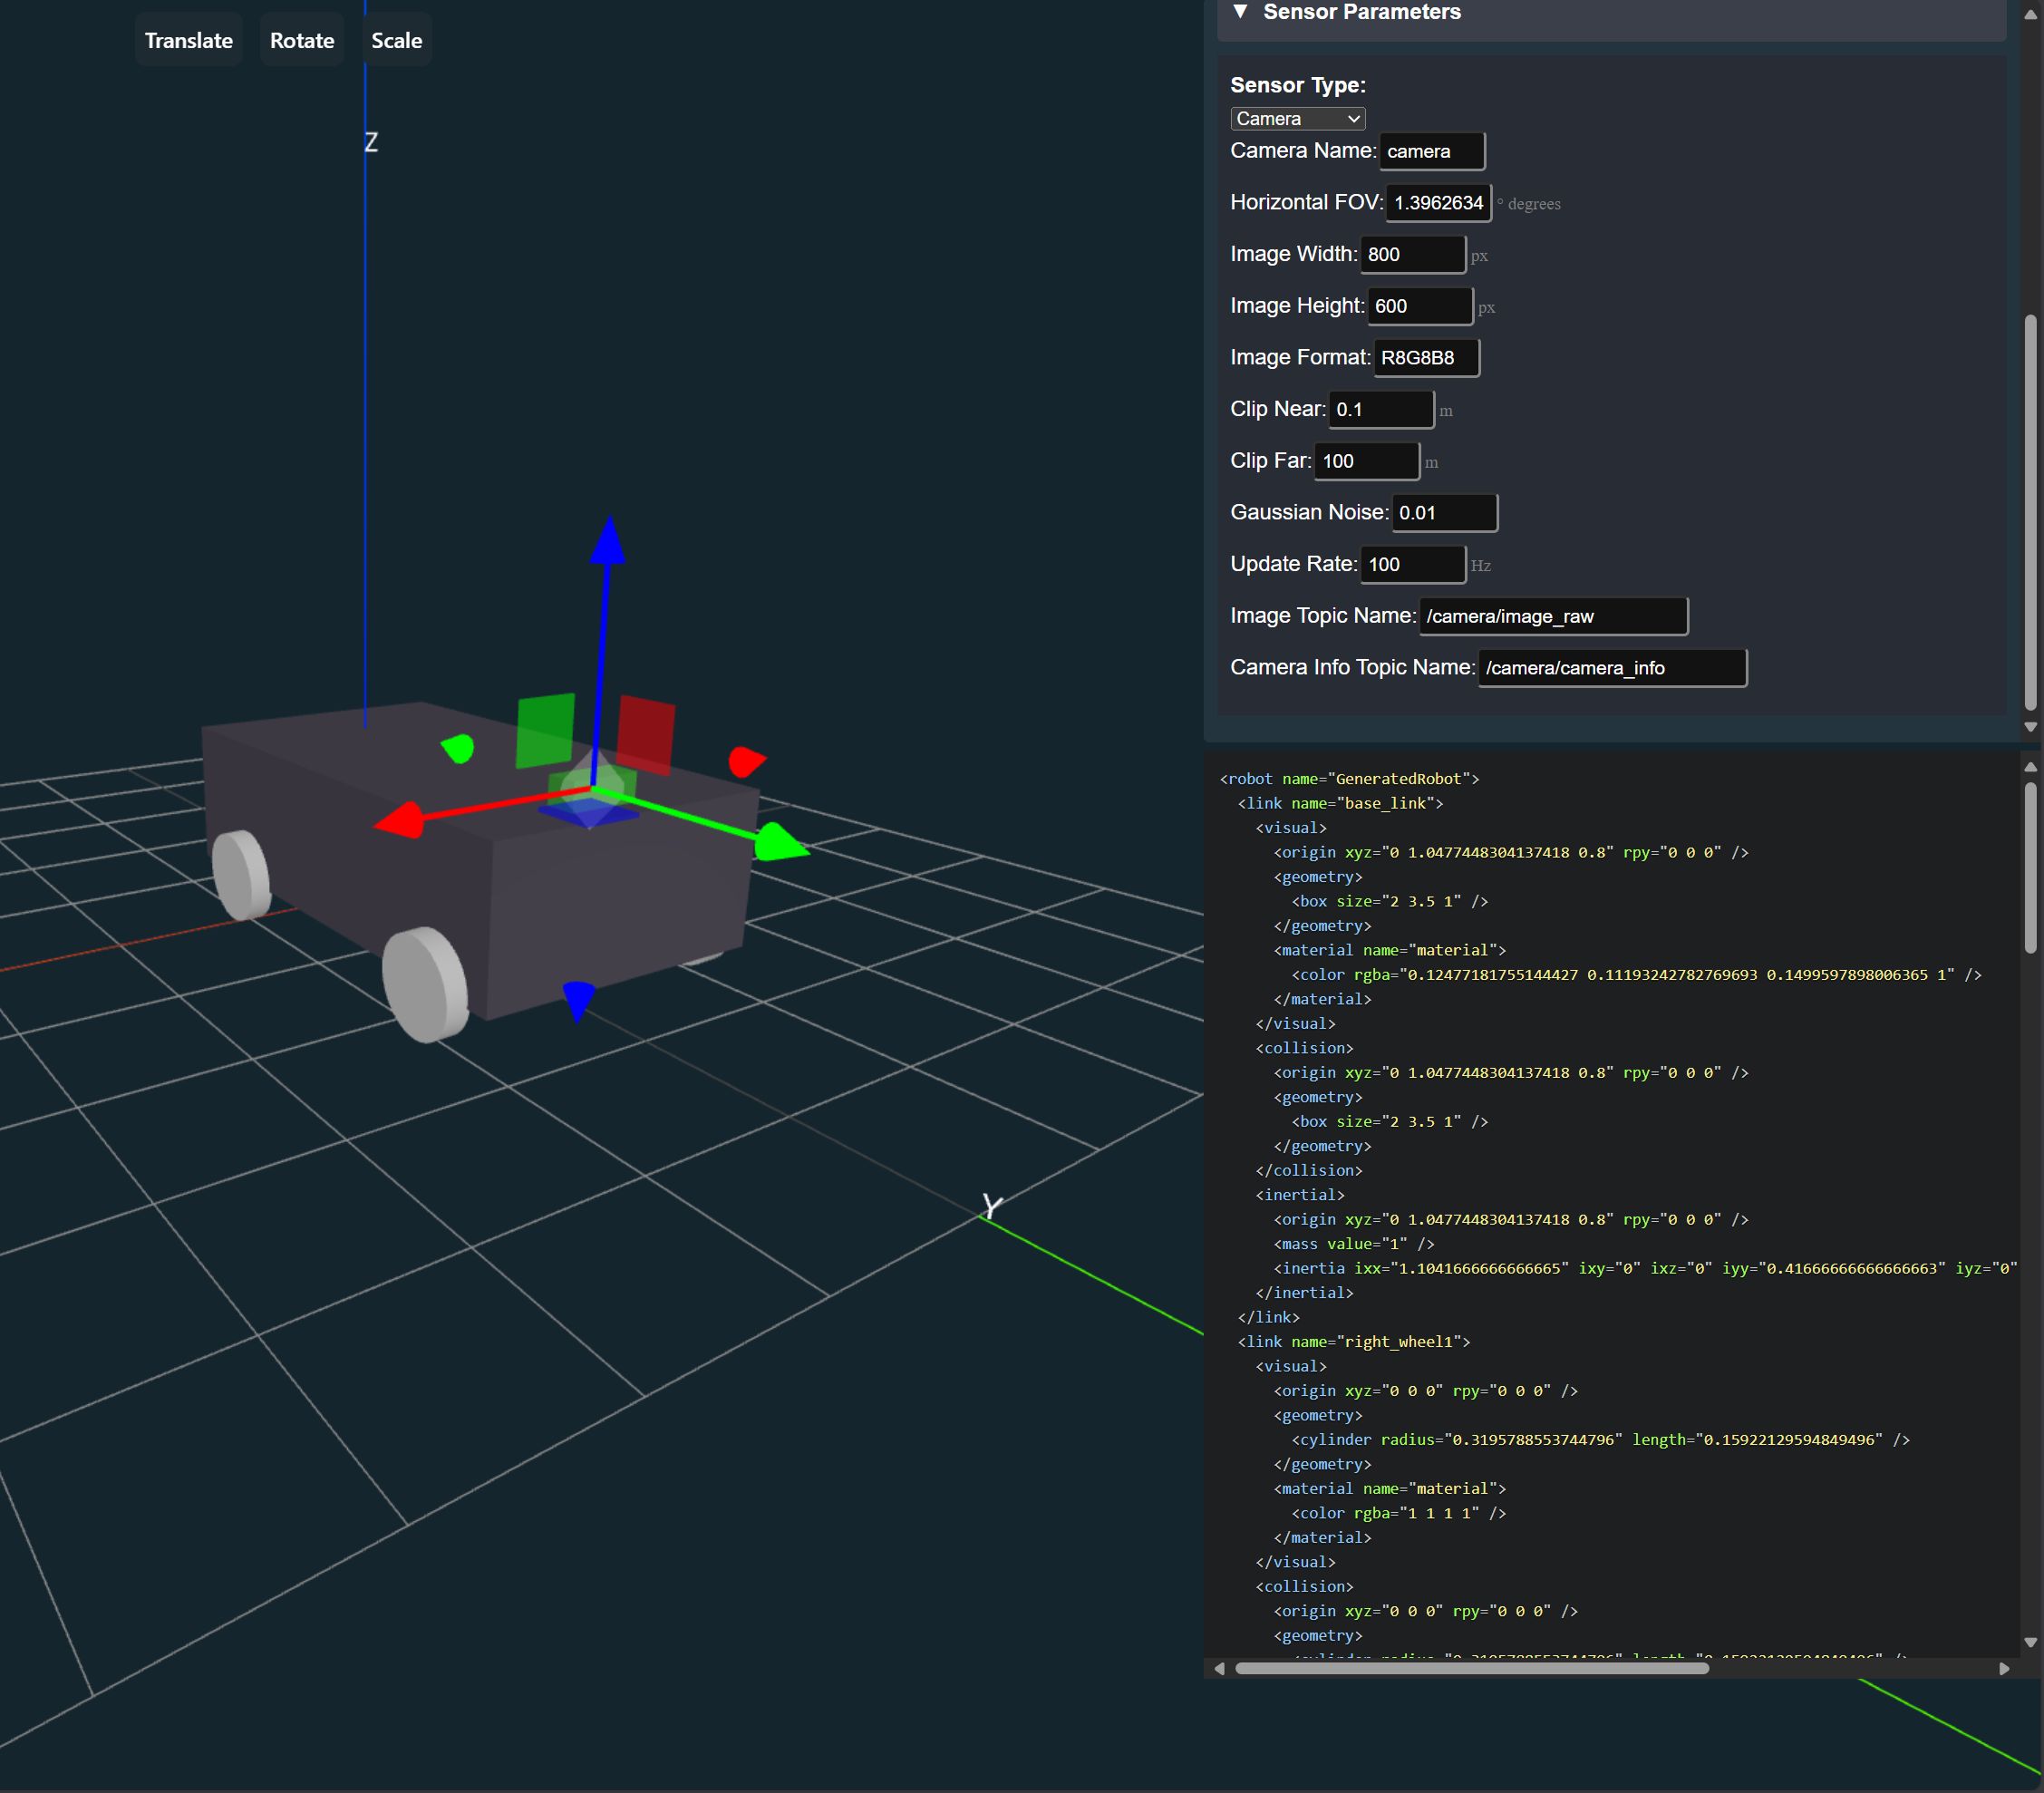 Translate Rotate Scale
Z
Y
▼ Sensor Parameters
Sensor Type:
Camera
Camera Name: camera
Horizontal FOV: 1.3962634 ° degrees
Image Width: 800 px
Image Height: 600 px
Image Format: R8G8B8
Clip Near: 0.1 m
Clip Far: 100 m
Gaussian Noise: 0.01
Update Rate: 100 Hz
Image Topic Name: /camera/image_raw
Camera Info Topic Name: /camera/camera_info
<robot name="GeneratedRobot">
<link name="base_link">
<visual>
<origin xyz="0 1.0477448304137418 0.8" rpy="0 0 0" />
<geometry>
<box size="2 3.5 1" />
</geometry>
<material name="material">
<color rgba="0.12477181755144427 0.11193242782769693 0.1499597898006365 1" />
</material>
</visual>
<collision>
<origin xyz="0 1.0477448304137418 0.8" rpy="0 0 0" />
<geometry>
<box size="2 3.5 1" />
</geometry>
</collision>
<inertial>
<origin xyz="0 1.0477448304137418 0.8" rpy="0 0 0" />
<mass value="1" />
<inertia ixx="1.1041666666666665" ixy="0" ixz="0" iyy="0.41666666666666663" iyz="0"
</inertial>
</link>
<link name="right_wheel1">
<visual>
<origin xyz="0 0 0" rpy="0 0 0" />
<geometry>
<cylinder radius="0.3195788553744796" length="0.15922129594849496" />
</geometry>
<material name="material">
<color rgba="1 1 1 1" />
</material>
</visual>
<collision>
<origin xyz="0 0 0" rpy="0 0 0" />
<geometry>